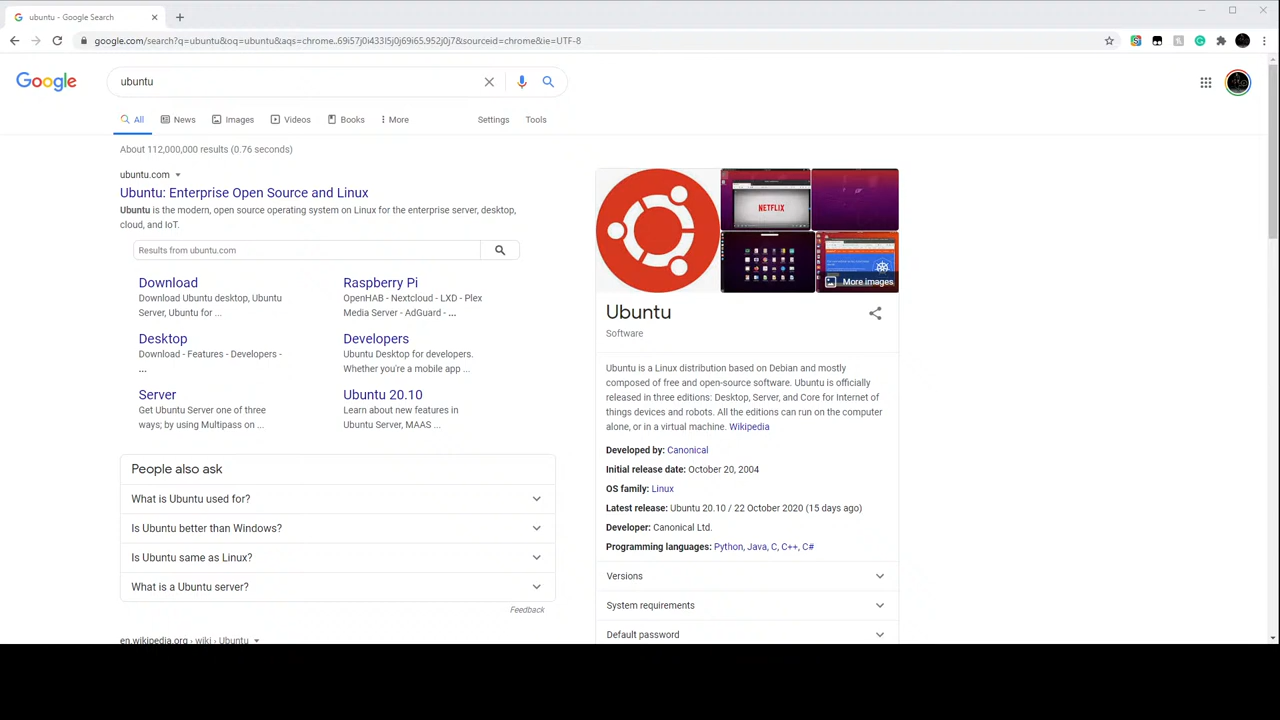 ubuntu - Google Search
google.com/search?q=ubuntu&oq=ubuntu&aqs=chrome..69i57j0i433l5j0j69i65.952j0j7&sourceid=chrome&ie=UTF-8
Google
ubuntu
All
News
Images
Videos
Books
More
Settings
Tools
About 112,000,000 results (0.76 seconds)
ubuntu.com
Ubuntu: Enterprise Open Source and Linux
Ubuntu is the modern, open source operating system on Linux for the enterprise server, desktop,
cloud, and IoT.
Results from ubuntu.com
Download
Download Ubuntu desktop, Ubuntu
Server, Ubuntu for ...
Raspberry Pi
OpenHAB - Nextcloud - LXD - Plex
Media Server - AdGuard - ...
Desktop
Download - Features - Developers -
...
Developers
Ubuntu Desktop for developers.
Whether you're a mobile app ...
Server
Get Ubuntu Server one of three
ways; by using Multipass on ...
Ubuntu 20.10
Learn about new features in
Ubuntu Server, MAAS ...
People also ask
What is Ubuntu used for?
Is Ubuntu better than Windows?
Is Ubuntu same as Linux?
What is a Ubuntu server?
Feedback
en.wikipedia.org › wiki › Ubuntu
NETFLIX
More images
Ubuntu
Software
Ubuntu is a Linux distribution based on Debian and mostly
composed of free and open-source software. Ubuntu is officially
released in three editions: Desktop, Server, and Core for Internet of
things devices and robots. All the editions can run on the computer
alone, or in a virtual machine. Wikipedia
Developed by: Canonical
Initial release date: October 20, 2004
OS family: Linux
Latest release: Ubuntu 20.10 / 22 October 2020 (15 days ago)
Developer: Canonical Ltd.
Programming languages: Python, Java, C, C++, C#
Versions
System requirements
Default password